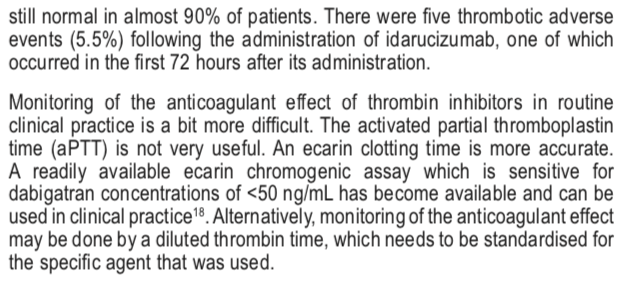 still normal in almost 90% of patients. There were five thrombotic adverse
events (5.5%) following the administration of idarucizumab, one of which
occurred in the first 72 hours after its administration.
Monitoring of the anticoagulant effect of thrombin inhibitors in routine
clinical practice is a bit more difficult. The activated partial thromboplastin
time (aPTT) is not very useful. An ecarin clotting time is more accurate.
A readily available ecarin chromogenic assay which is sensitive for
dabigatran concentrations of <50 ng/mL has become available and can be
used in clinical practice¹⁸. Alternatively, monitoring of the anticoagulant effect
may be done by a diluted thrombin time, which needs to be standardised for
the specific agent that was used.